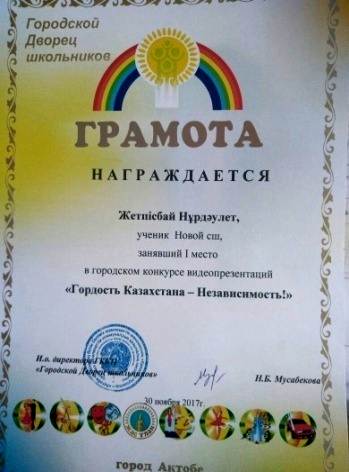 Городской
Дворец
школьников
ГРАМОТА
НАГРАЖДАЕТСЯ
Жетпісбай Нұрдәулет,
ученик Новой сш,
занявший I место
в городском конкурсе видеопрезентаций
«Гордость Казахстана – Независимость!»
И.о. директора ГККП
«Городской Дворец школьников»
Н.Б. Мусабекова
30 ноября 2017г.
город Актобе